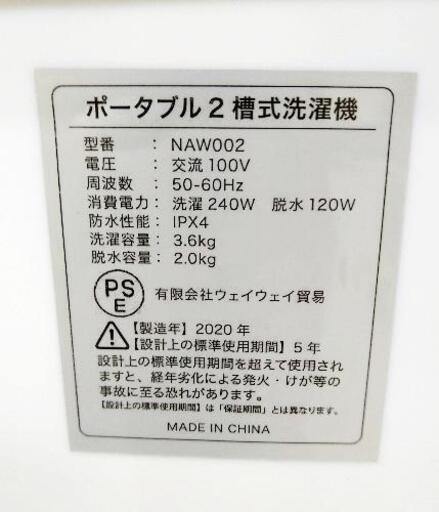 ポータブル2槽式洗濯機
型番　：　NAW002
電圧　：　交流100V
周波数　：　50-60Hz
消費電力：　洗濯 240W　脱水 120W
防水性能：　IPX4
洗濯容量：　3.6kg
脱水容量：　2.0kg
PS
E
有限会社ウェイウェイ貿易
【製造年】2020 年
【設計上の標準使用期間】5 年
設計上の標準使用期間を超えて使用され
ますと、経年劣化による発火・けが等の
事故に至る恐れがあります。
【設計上の標準使用期間】は「保証期間」とは異なります。
MADE IN CHINA